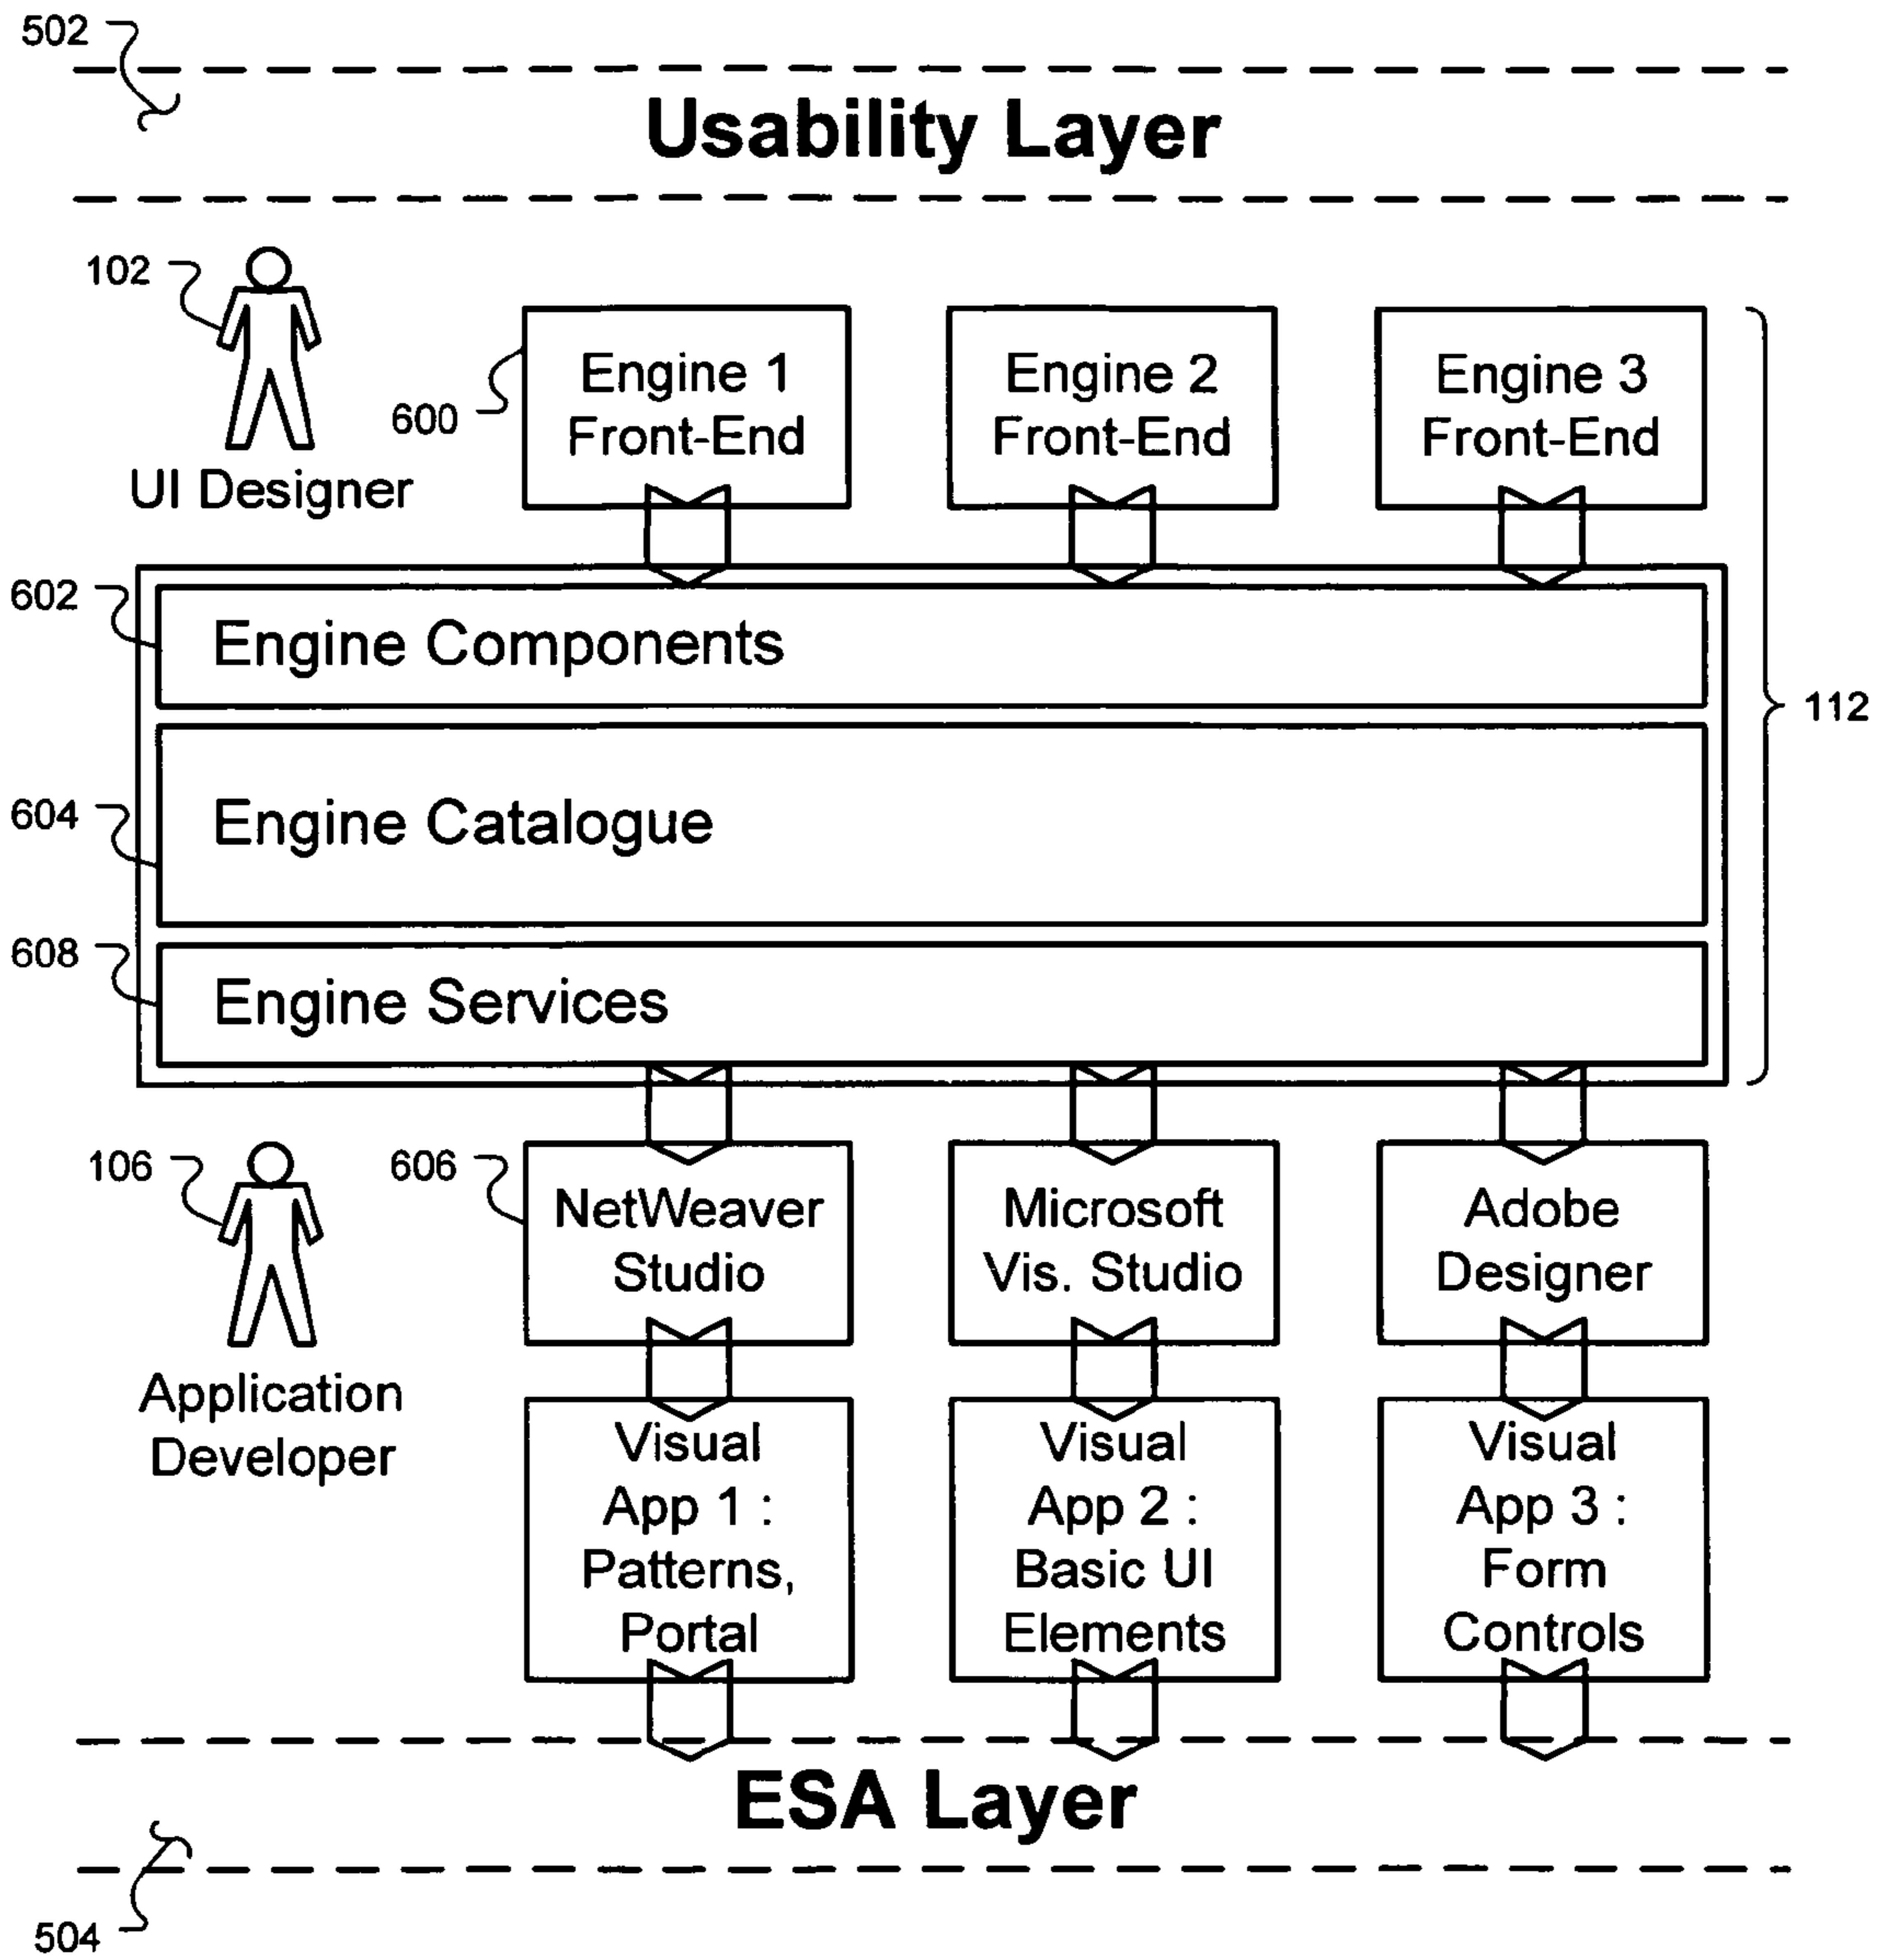 502
Usability Layer
102
UI Designer
600
Engine 1
Front-End
Engine 2
Front-End
Engine 3
Front-End
602
Engine Components
112
604
Engine Catalogue
608
Engine Services
106
Application
Developer
606
NetWeaver
Studio
Microsoft
Vis. Studio
Adobe
Designer
Visual
App 1 :
Patterns,
Portal
Visual
App 2 :
Basic UI
Elements
Visual
App 3 :
Form
Controls
ESA Layer
504